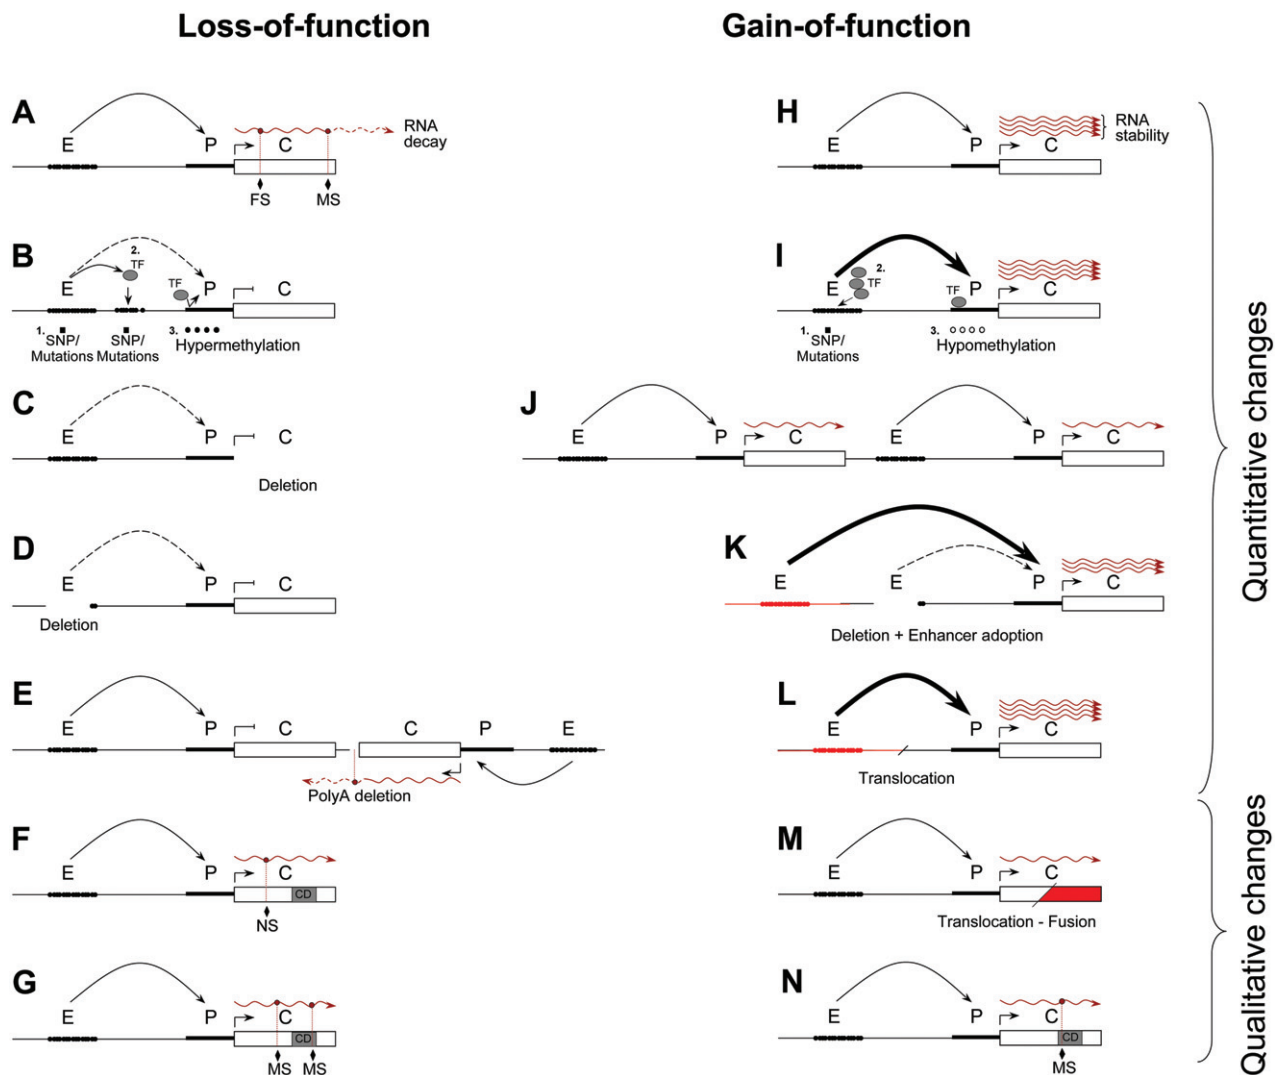 Loss-of-function
Gain-of-function
A
E
P
C
RNA
decay
FS
MS
H
E
P
C
RNA
stability
B
E
2.
TF
TF
P
C
1.
SNP/
Mutations
SNP/
Mutations
3.
Hypermethylation
I
E
2.
TF
TF
P
C
1.
SNP/
Mutations
3.
Hypomethylation
C
E
P
C
Deletion
J
E
P
C
E
P
C
D
E
P
C
Deletion
K
E
E
P
C
Deletion + Enhancer adoption
E
E
P
C
C
P
E
PolyA deletion
L
E
P
C
Translocation
F
E
P
C
CD
NS
M
E
P
C
Translocation - Fusion
G
E
P
C
CD
MS
MS
N
E
P
C
CD
MS
Quantitative changes
Qualitative changes